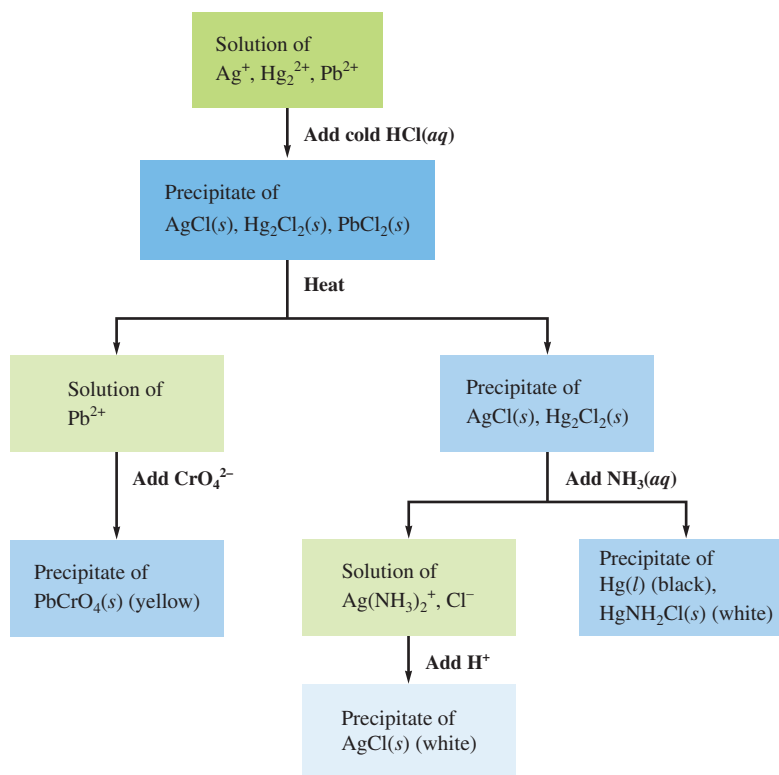 Solution of
Ag⁺, Hg₂²⁺, Pb²⁺
Add cold HCl(aq)
Precipitate of
AgCl(s), Hg₂Cl₂(s), PbCl₂(s)
Heat
Solution of
Pb²⁺
Precipitate of
AgCl(s), Hg₂Cl₂(s)
Add CrO₄²⁻
Add NH₃(aq)
Precipitate of
PbCrO₄(s) (yellow)
Solution of
Ag(NH₃)₂⁺, Cl⁻
Precipitate of
Hg(l) (black),
HgNH₂Cl(s) (white)
Add H⁺
Precipitate of
AgCl(s) (white)